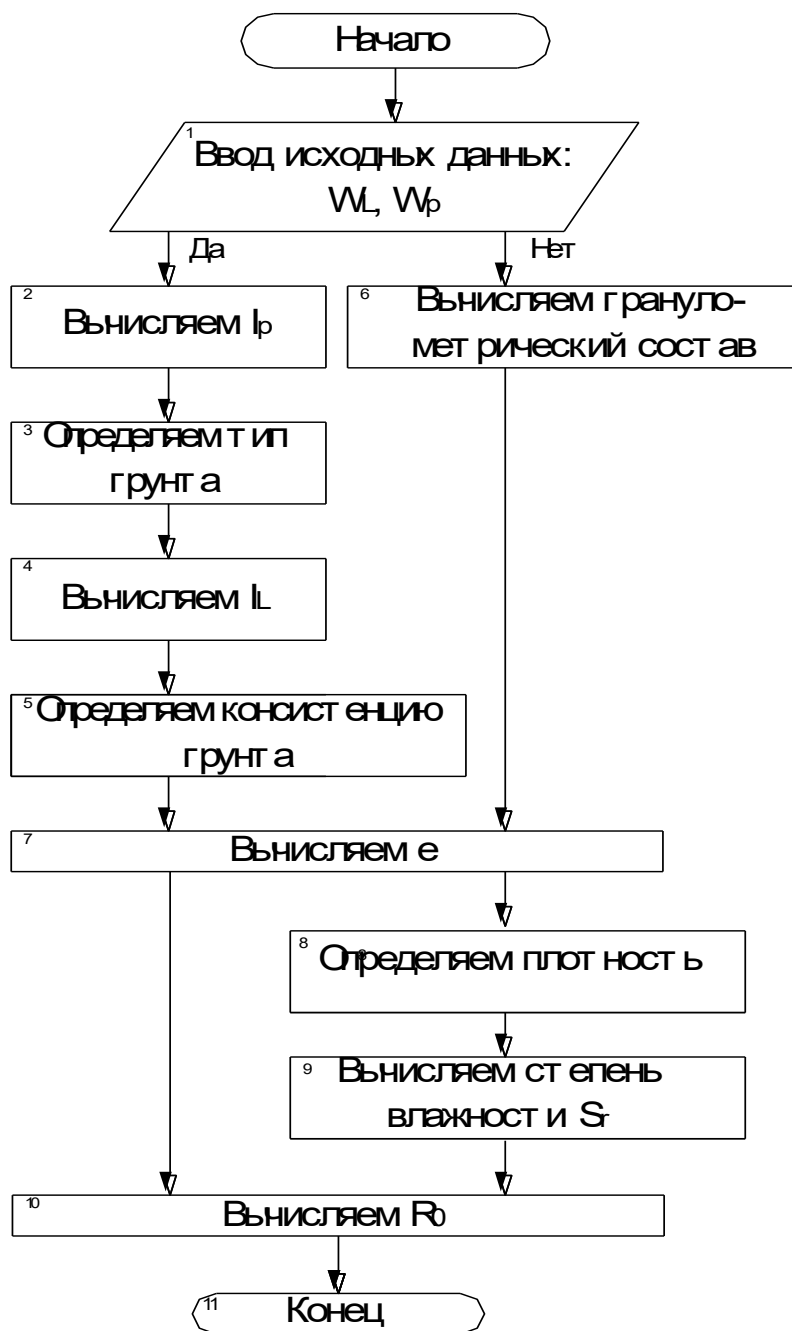 Начало
1
Ввод исходных данных:
WL, Wp
Да
Нет
2
Вычисляем Ip
6
Вычисляем грануло-
метрический состав
3
Определяем тип
грунта
4
Вычисляем IL
5
Определяем консистенцию
грунта
7
Вычисляем e
8
Определяем плотность
9
Вычисляем степень
влажности Sr
10
Вычисляем R0
11
Конец